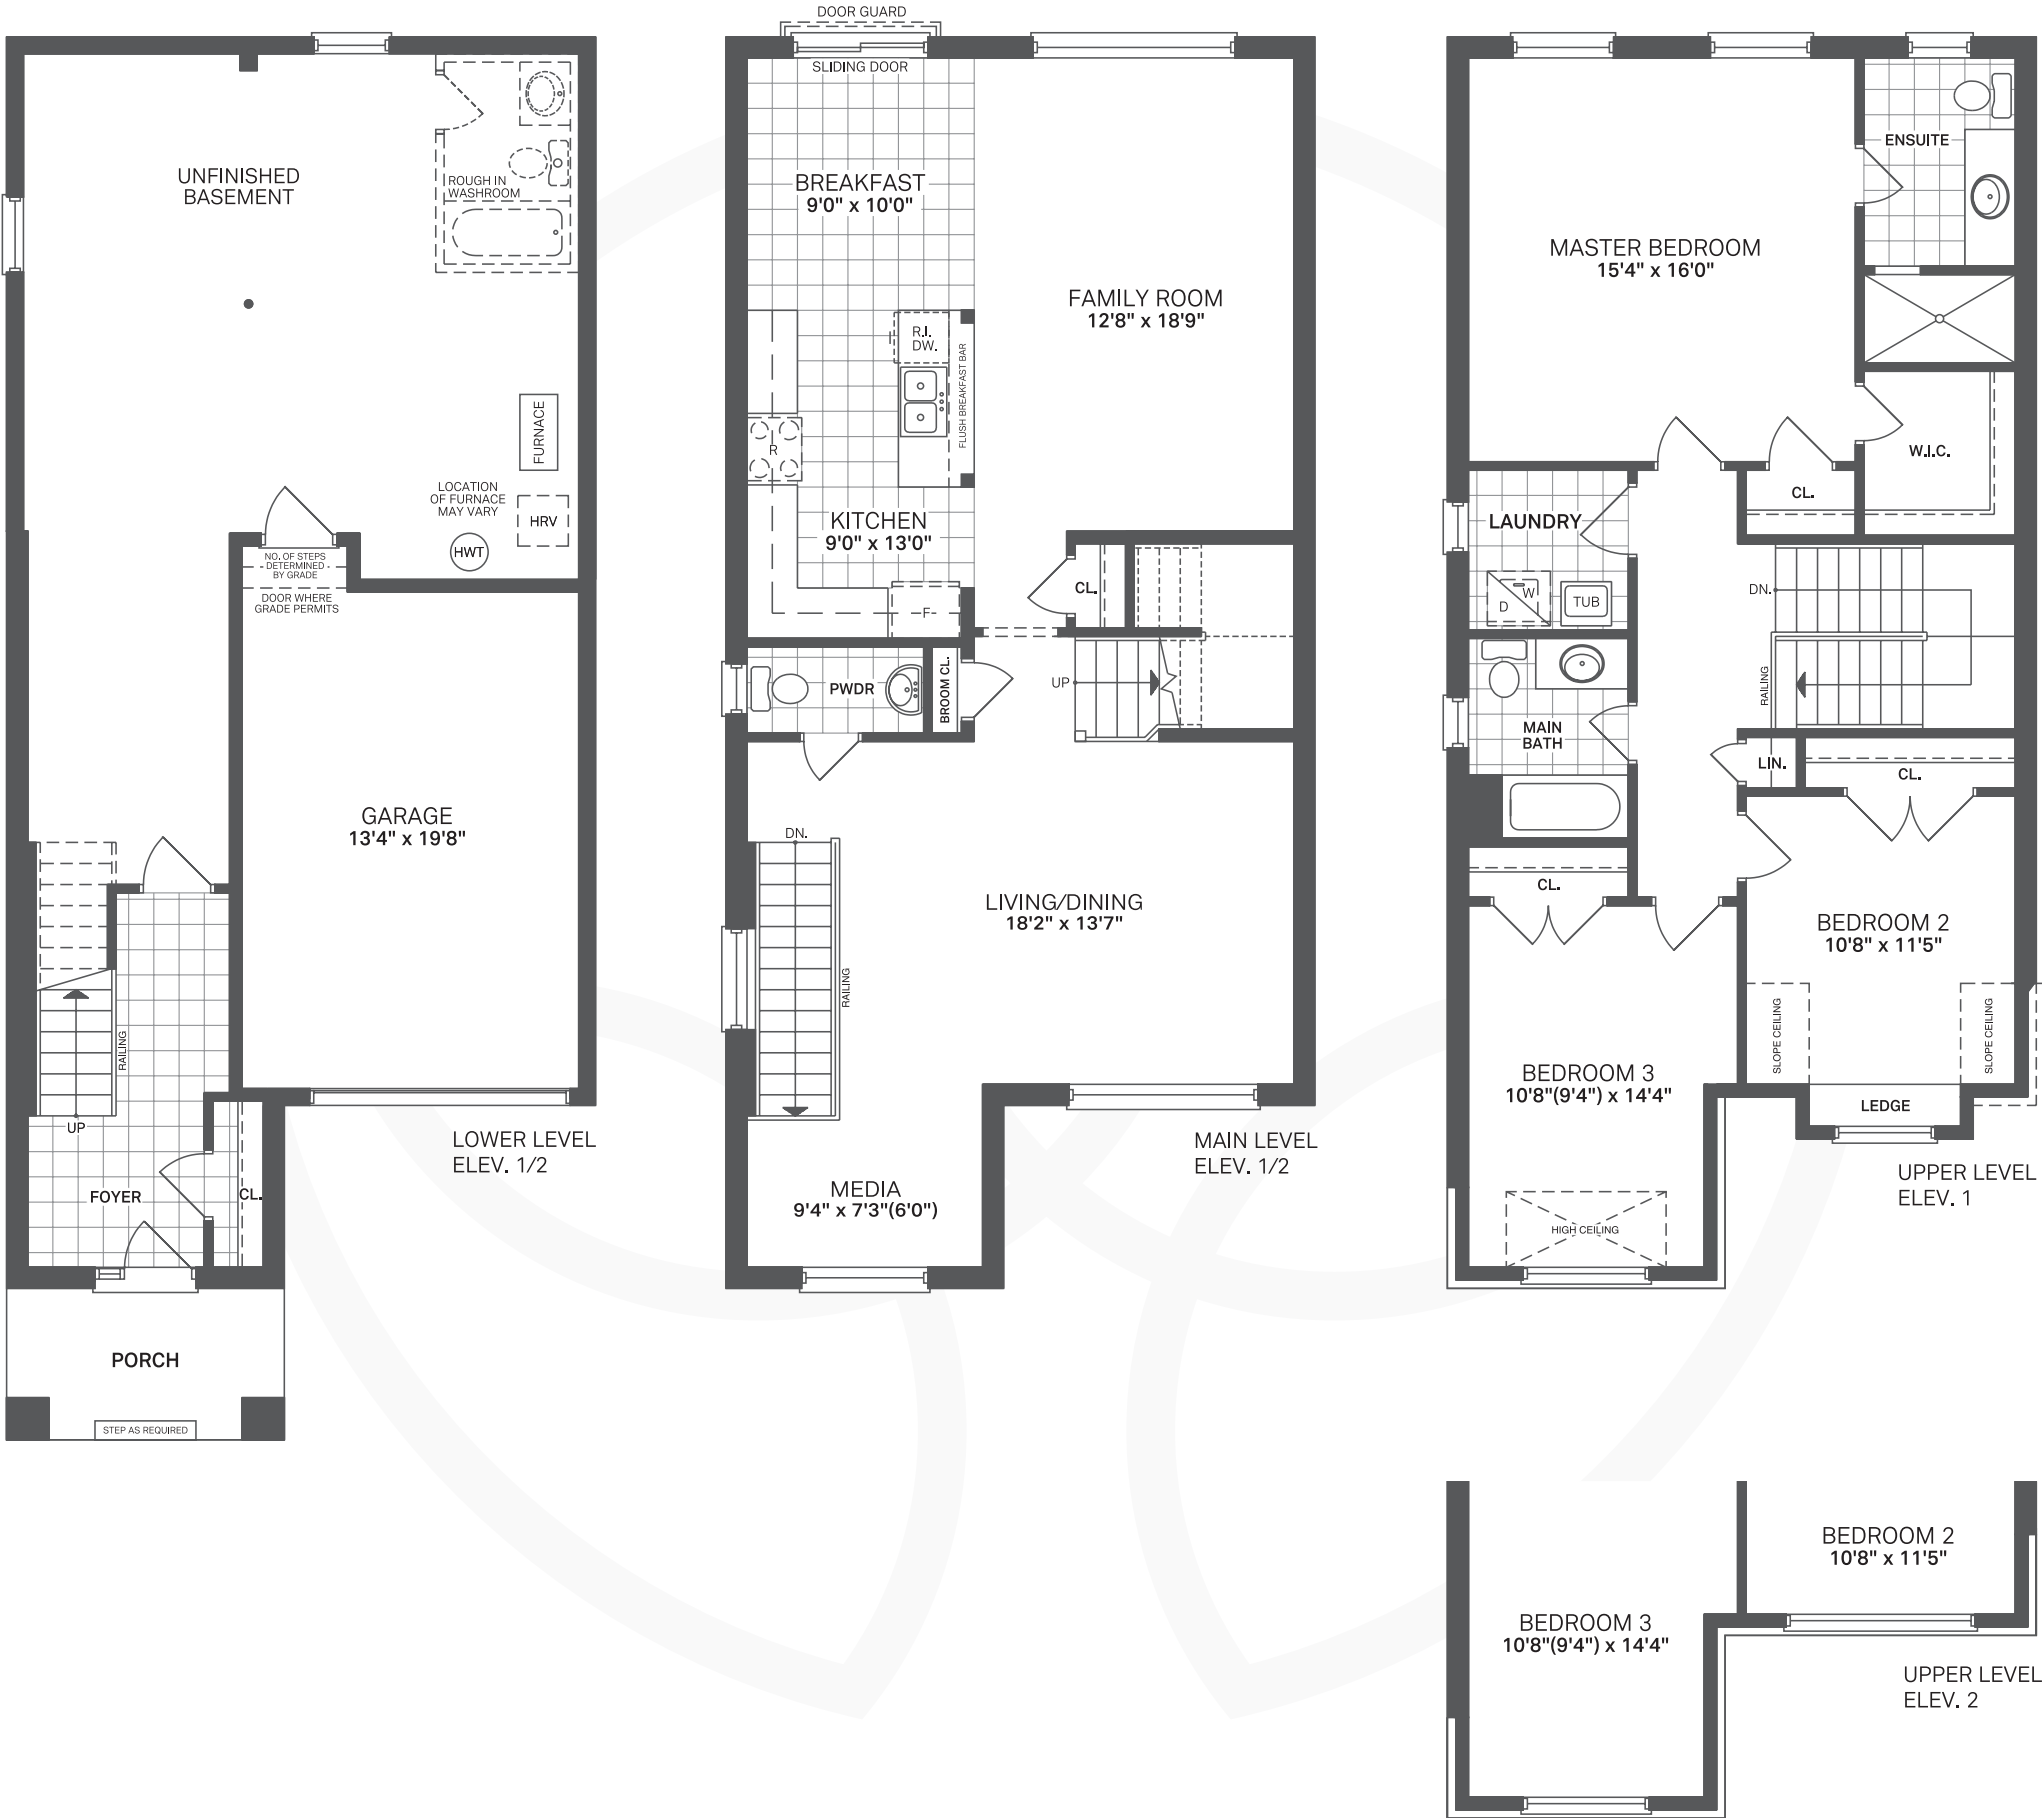 UNFINISHED
BASEMENT
ROUGH IN
WASHROOM
FURNACE
LOCATION
OF FURNACE
MAY VARY
HRV
HWT
NO. OF STEPS
DETERMINED
BY GRADE
DOOR WHERE
GRADE PERMITS
GARAGE
13'4" x 19'8"
RAILING
UP
FOYER
CL.
LOWER LEVEL
ELEV. 1/2
PORCH
STEP AS REQUIRED
DOOR GUARD
SLIDING DOOR
BREAKFAST
9'0" x 10'0"
FAMILY ROOM
12'8" x 18'9"
R.I.
DW.
FLUSH BREAKFAST BAR
R
KITCHEN
9'0" x 13'0"
F
CL.
UP
PWDR
BROOM CL.
DN.
LIVING/DINING
18'2" x 13'7"
RAILING
MEDIA
9'4" x 7'3"(6'0")
MAIN LEVEL
ELEV. 1/2
MASTER BEDROOM
15'4" x 16'0"
ENSUITE
W.I.C.
CL.
LAUNDRY
D
W
TUB
DN.
RAILING
MAIN
BATH
LIN.
CL.
CL.
BEDROOM 2
10'8" x 11'5"
SLOPE CEILING
SLOPE CEILING
LEDGE
BEDROOM 3
10'8"(9'4") x 14'4"
HIGH CEILING
UPPER LEVEL
ELEV. 1
BEDROOM 2
10'8" x 11'5"
BEDROOM 3
10'8"(9'4") x 14'4"
UPPER LEVEL
ELEV. 2